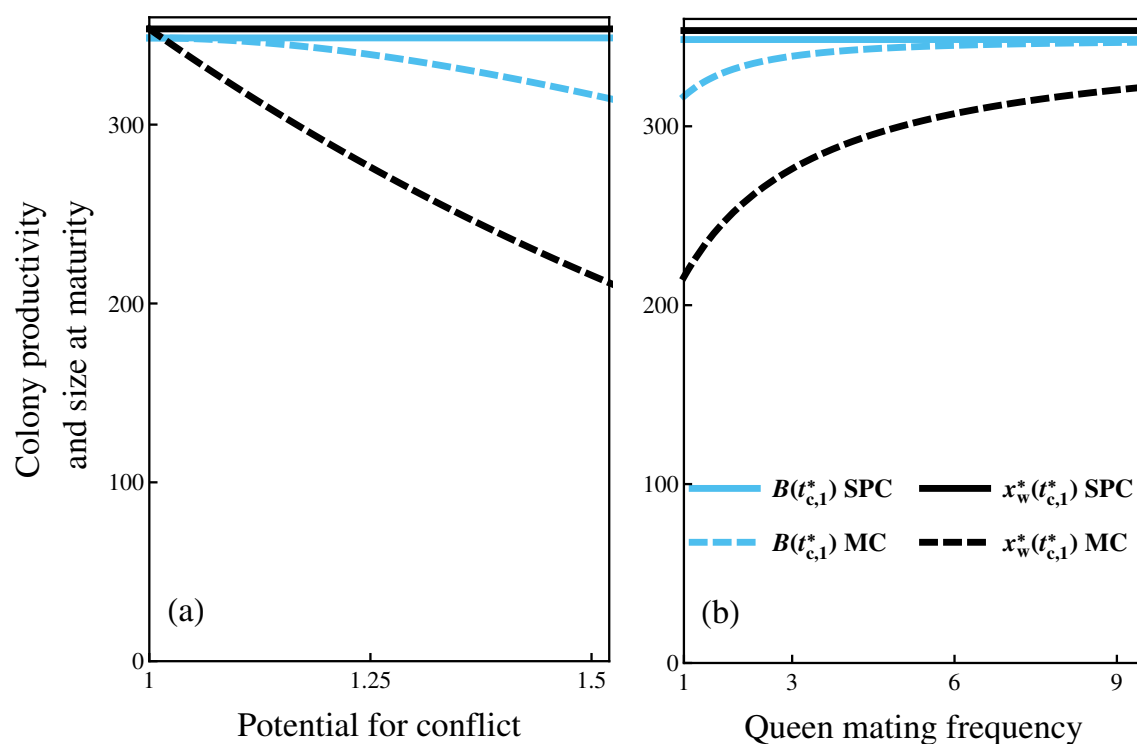 Colony productivity
and size at maturity
300
200
100
0
1
1.25
1.5
(a)
Potential for conflict
300
200
100
0
1
3
6
9
B(t*c,1) SPC
x*w(t*c,1) SPC
B(t*c,1) MC
x*w(t*c,1) MC
(b)
Queen mating frequency